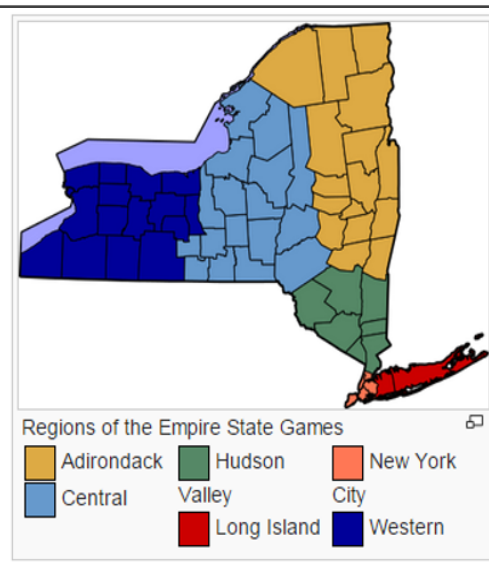 Regions of the Empire State Games
Adirondack Hudson New York
Central Valley City
Long Island Western